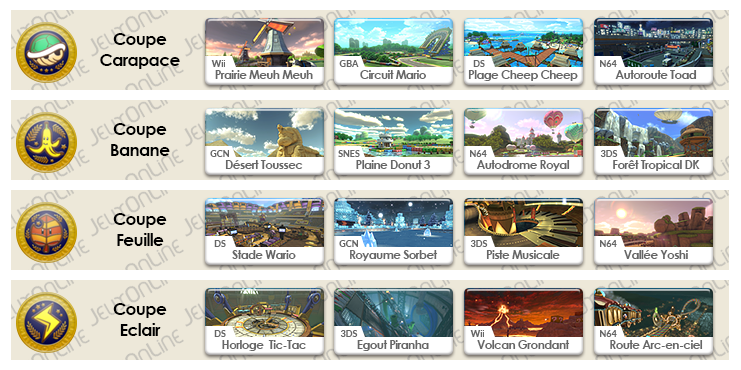 Coupe
Carapace
Wii
Prairie Meuh Meuh
GBA
Circuit Mario
DS
Plage Cheep Cheep
N64
Autoroute Toad
Coupe
Banane
GCN
Désert Toussec
SNES
Plaine Donut 3
N64
Autodrome Royal
3DS
Forêt Tropical DK
Coupe
Feuille
DS
Stade Wario
GCN
Royaume Sorbet
3DS
Piste Musicale
N64
Vallée Yoshi
Coupe
Eclair
DS
Horloge Tic-Tac
3DS
Egout Piranha
Wii
Volcan Grondant
N64
Route Arc-en-ciel
JEUXONLINE